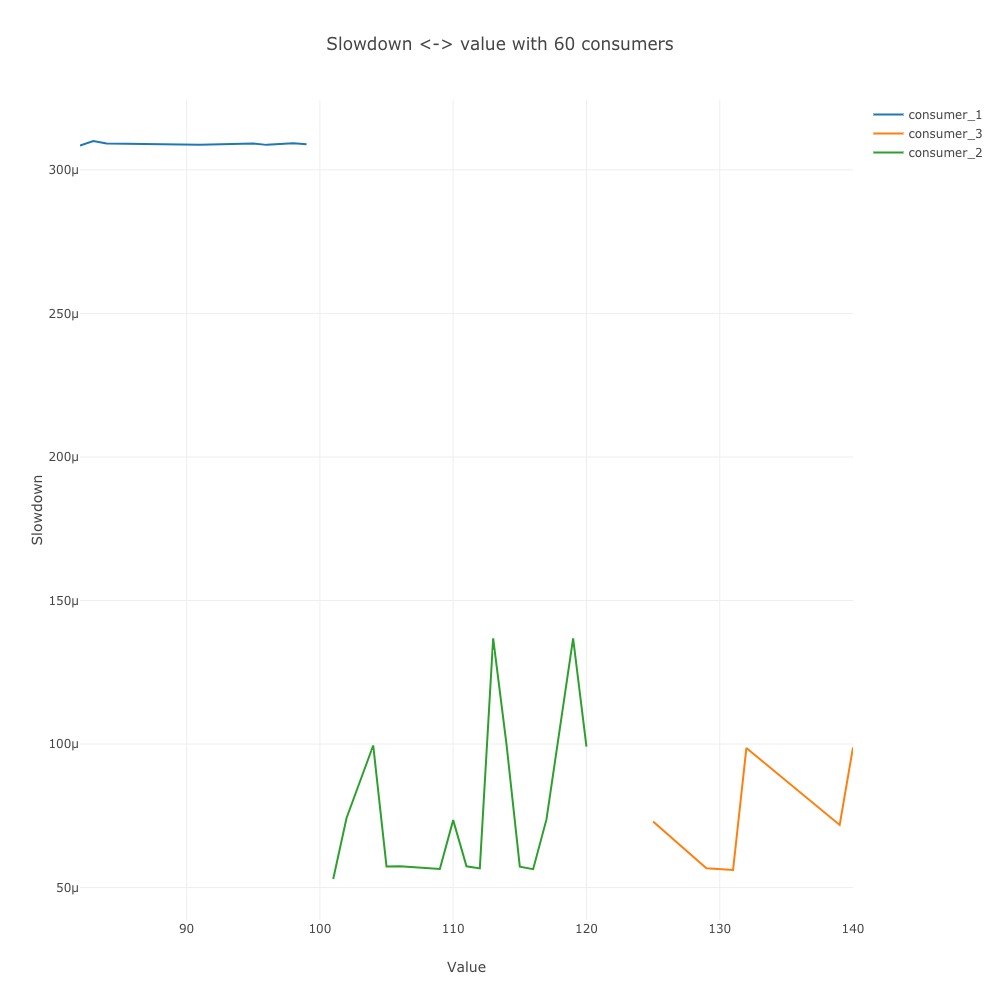 Slowdown <-> value with 60 consumers
consumer_1
consumer_3
consumer_2
300μ
250μ
200μ
150μ
100μ
50μ
Slowdown
90
100
110
120
130
140
Value